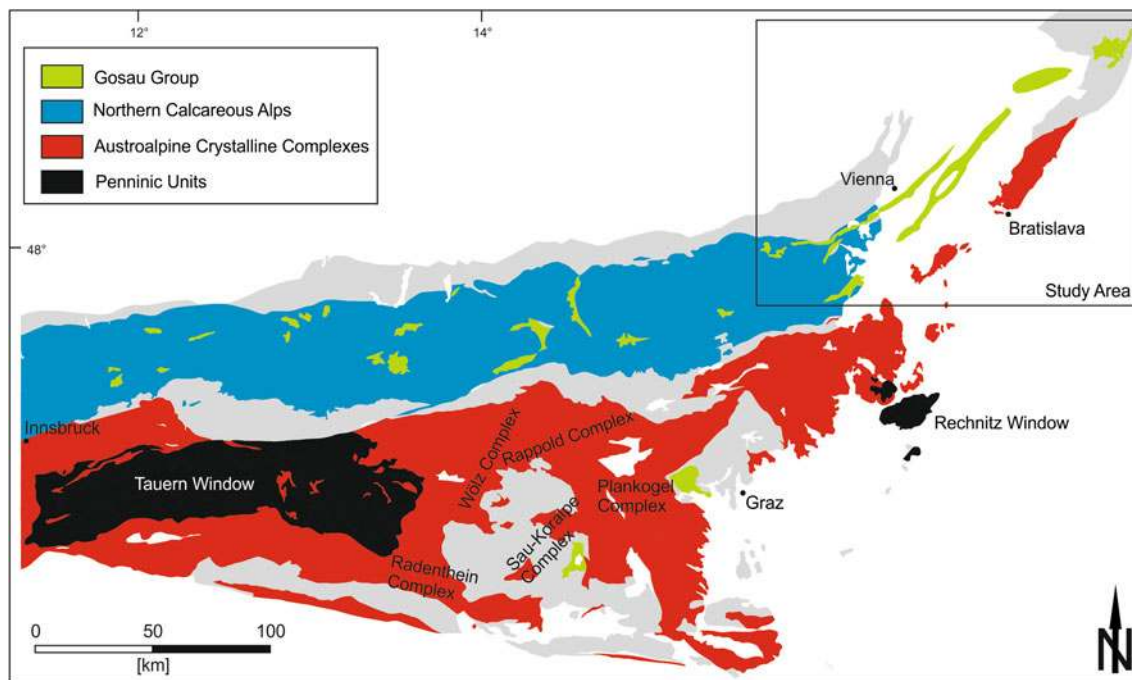 12°
14°
Gosau Group
Northern Calcareous Alps
Austroalpine Crystalline Complexes
Penninic Units
Vienna
Bratislava
48°
Study Area
Innsbruck
Wölz Complex
Rappold Complex
Rechnitz Window
Tauern Window
Plankogel
Complex
Graz
Sau-Koralpe
Complex
Radenthein
Complex
0
50
100
[km]
N